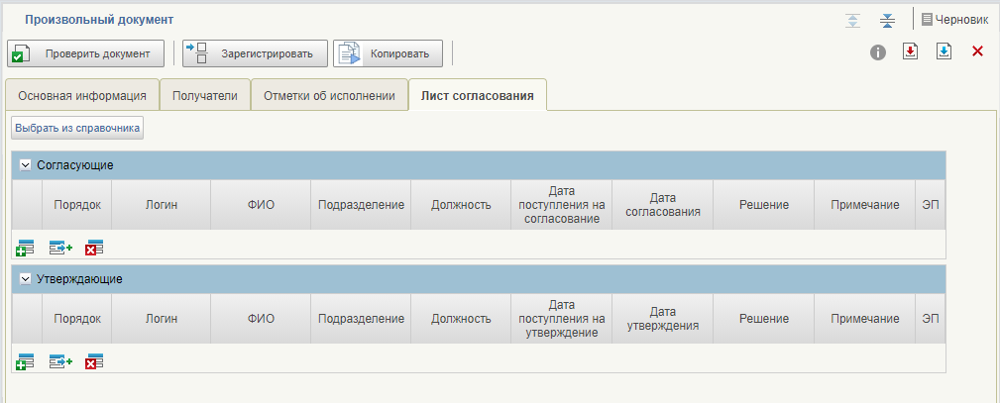 Произвольный документ
Черновик
Проверить документ
Зарегистрировать
Копировать
Основная информация
Получатели
Отметки об исполнении
Лист согласования
Выбрать из справочника
Согласующие
Порядок
Логин
ФИО
Подразделение
Должность
Дата
поступления на
согласование
Дата
согласования
Решение
Примечание
ЭП
Утверждающие
Порядок
Логин
ФИО
Подразделение
Должность
Дата
поступления на
утверждение
Дата
утверждения
Решение
Примечание
ЭП